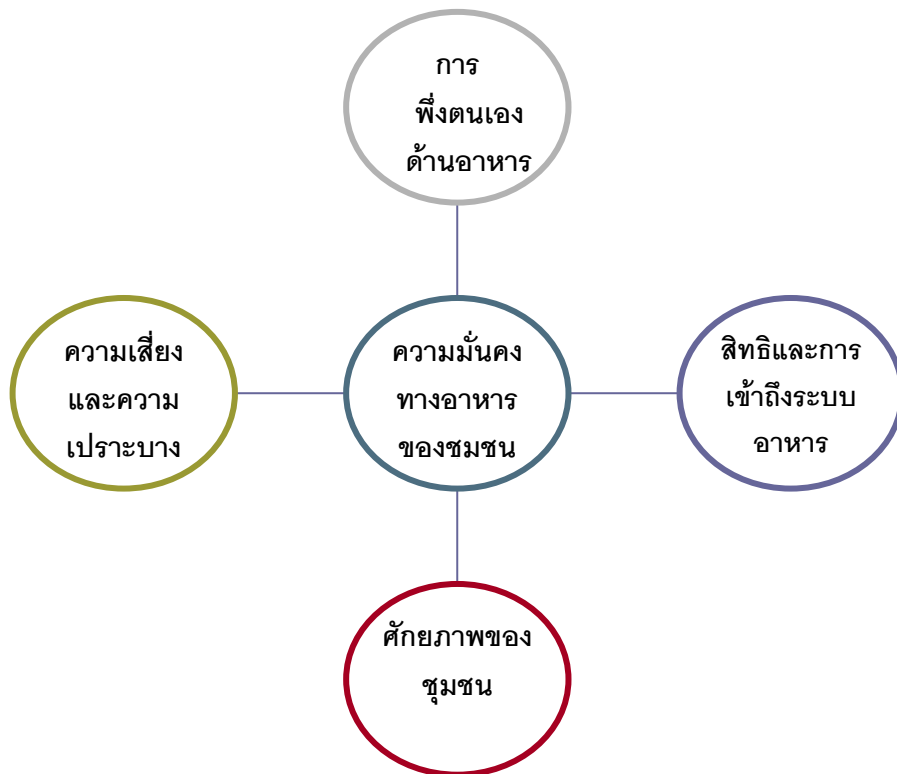 การ
พึ่งตนเอง
ด้านอาหาร
ความเสี่ยง
และความ
เปราะบาง
ความมั่นคง
ทางอาหาร
ของชมชน
สิทธิและการ
เข้าถึงระบบ
อาหาร
ศักยภาพของ
ชุมชน